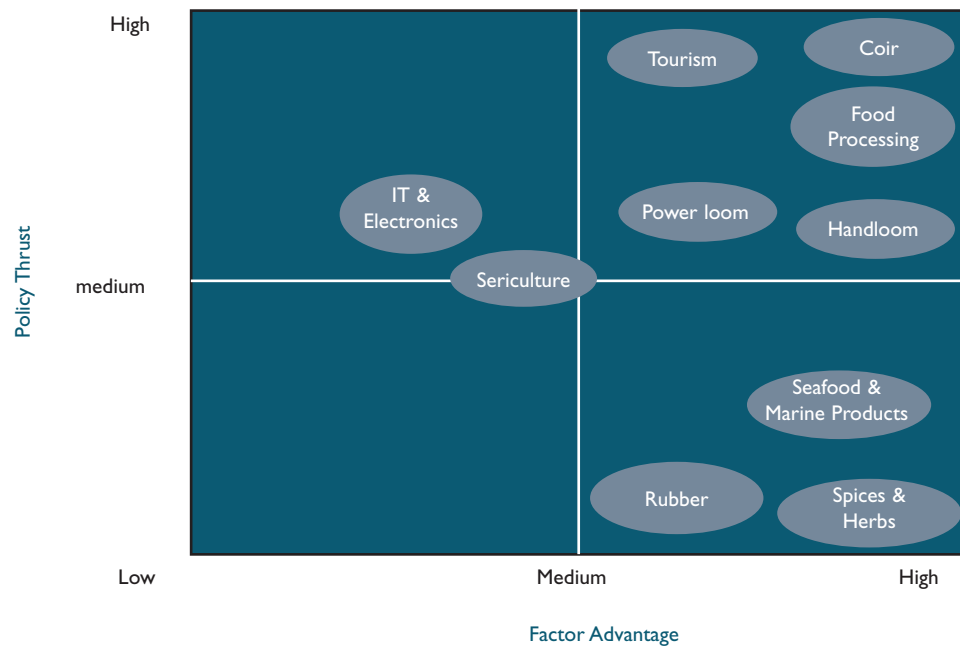 High
Tourism
Coir
Food
Processing
IT &
Electronics
Power loom
Handloom
Policy Thrust
medium
Sericulture
Seafood &
Marine Products
Rubber
Spices &
Herbs
Low
Medium
High
Factor Advantage